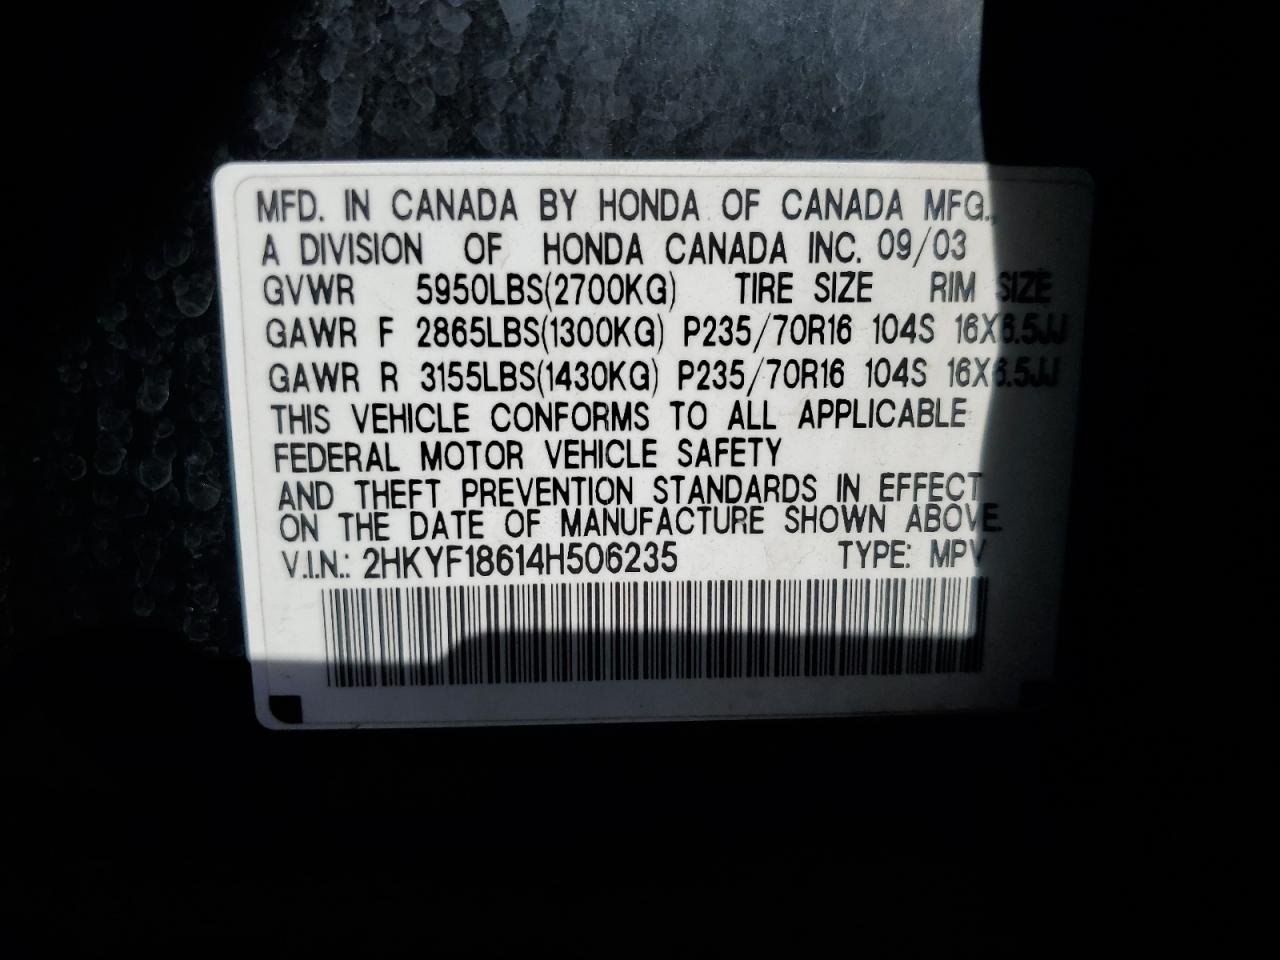 MFD. IN CANADA BY HONDA OF CANADA MFG.,
A DIVISION OF HONDA CANADA INC. 09/03
GVWR 5950LBS(2700KG) TIRE SIZE RIM SIZE
GAWR F 2865LBS(1300KG) P235/70R16 104S 16X6.5JJ
GAWR R 3155LBS(1430KG) P235/70R16 104S 16X6.5JJ
THIS VEHICLE CONFORMS TO ALL APPLICABLE
FEDERAL MOTOR VEHICLE SAFETY
AND THEFT PREVENTION STANDARDS IN EFFECT
ON THE DATE OF MANUFACTURE SHOWN ABOVE.
V.I.N.: 2HKYF18614H506235 TYPE: MPV